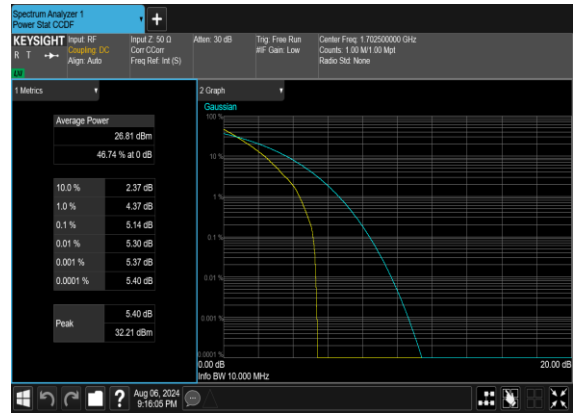 Spectrum Analyzer 1
Power Stat CCDF
+
KEYSIGHT Input: RF Input Z: 50 Ω Atten: 30 dB Trig: Free Run Center Freq: 1.702500000 GHz
R T Coupling: DC Corr CCorr #IF Gain: Low Counts: 1.00 M/1.00 Mpt
Align: Auto Freq Ref: Int (S) Radio Std: None
1 Metrics
Average Power
26.81 dBm
46.74 % at 0 dB
10.0 % 2.37 dB
1.0 % 4.37 dB
0.1 % 5.14 dB
0.01 % 5.30 dB
0.001 % 5.37 dB
0.0001 % 5.40 dB
Peak 5.40 dB
32.21 dBm
2 Graph
Gaussian
100 %
10 %
1 %
0.1 %
0.01 %
0.001 %
0.0001 %
0.00 dB 20.00 dB
Info BW 10.000 MHz
? Aug 06, 2024
9:16:05 PM